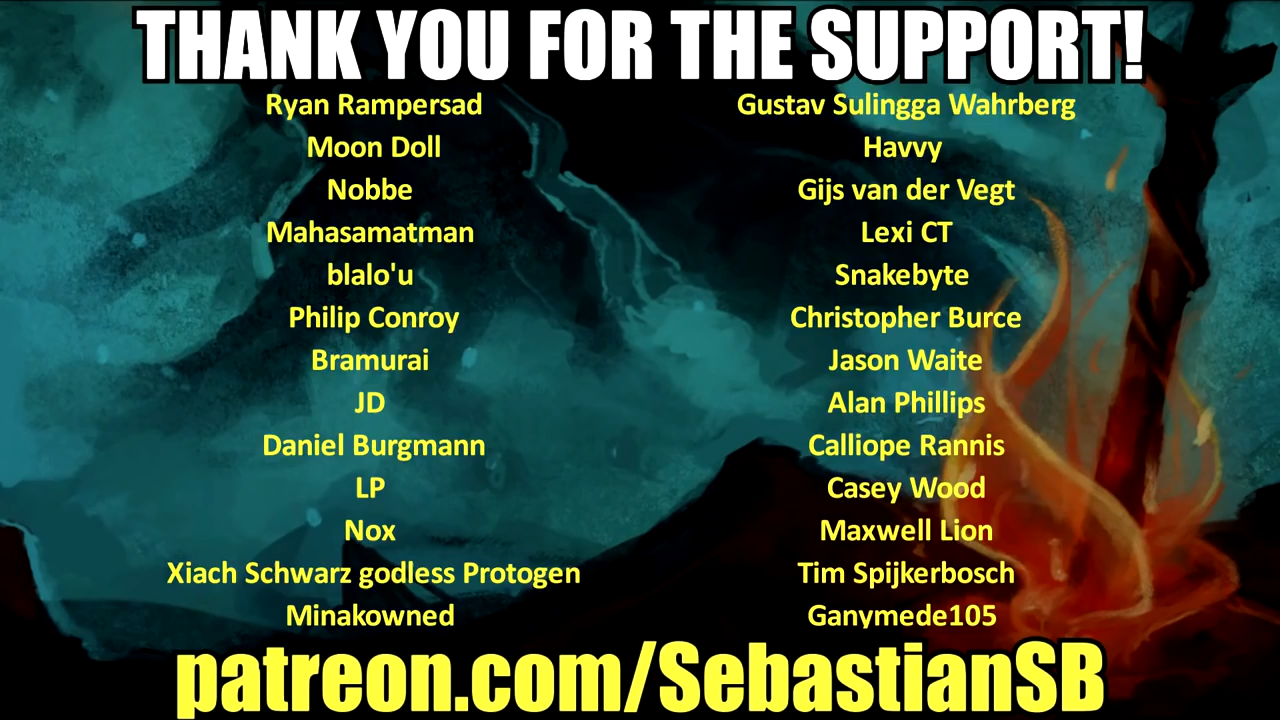 THANK YOU FOR THE SUPPORT!
Ryan Rampersad
Moon Doll
Nobbe
Mahasamatman
blalo'u
Philip Conroy
Bramurai
JD
Daniel Burgmann
LP
Nox
Xiach Schwarz godless Protogen
Minakowned
Gustav Sulingga Wahrberg
Havvy
Gijs van der Vegt
Lexi CT
Snakebyte
Christopher Burce
Jason Waite
Alan Phillips
Calliope Rannis
Casey Wood
Maxwell Lion
Tim Spijkerbosch
Ganymede105
patreon.com/SebastianSB